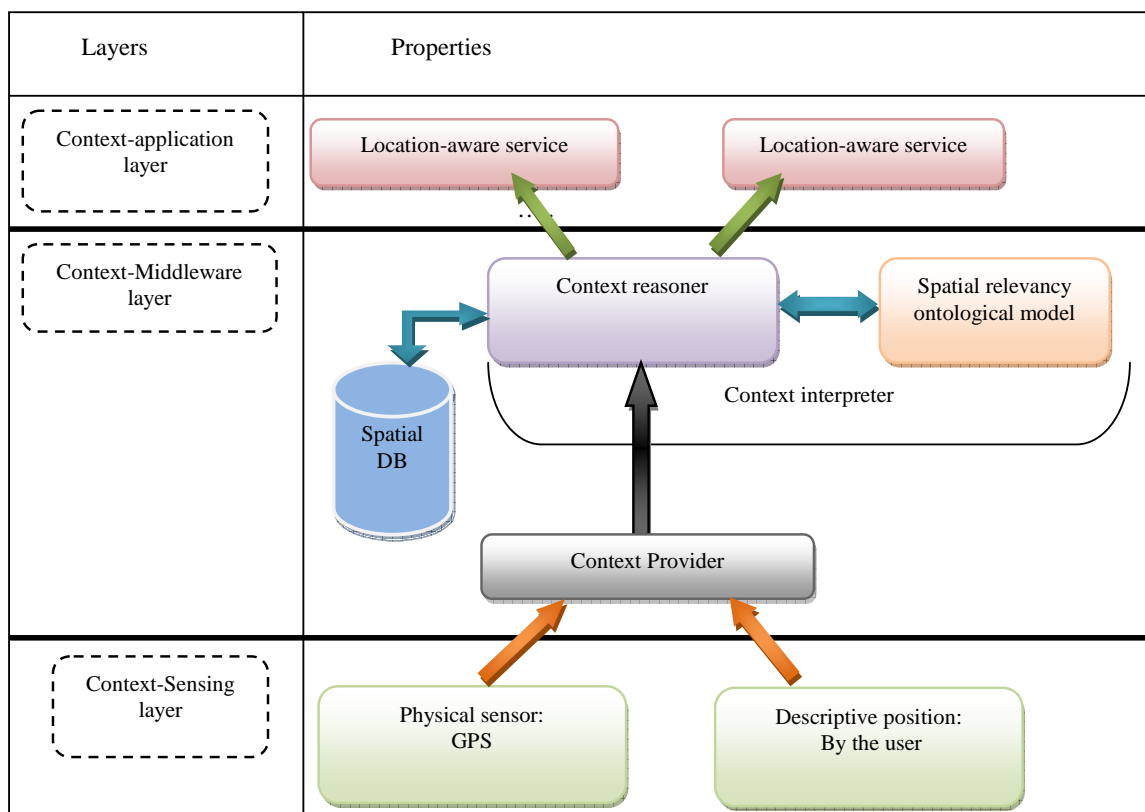 Layers
Properties
Context-application
layer
Location-aware service
Location-aware service
.....
Context-Middleware
layer
Context reasoner
Spatial relevancy
ontological model
Context interpreter
Spatial
DB
Context Provider
Context-Sensing
layer
Physical sensor:
GPS
Descriptive position:
By the user